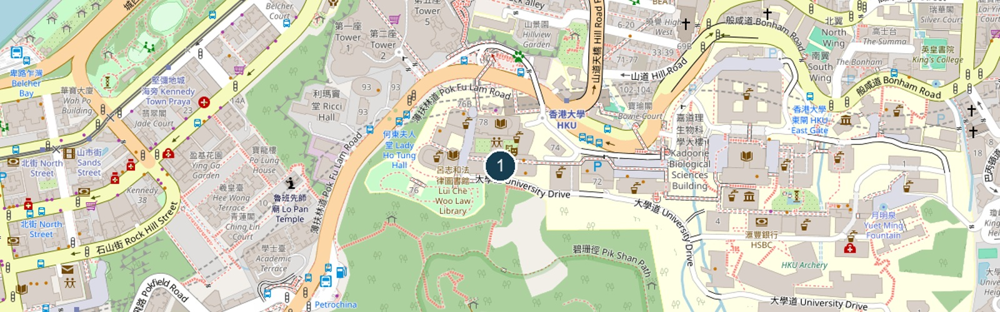 Belcher
Court
第一座
Tower
1
第二座
Tower
2
第五座
Tower
5
山景園
Hillview
Garden
6-20
曉譽 High
West
BEA
山道天橋 Hill Road F
69B
33-39
71-77
山道 Hill Road
般咸道 Bonham Road
北翼
North
Wing
高士台
The Summa
瑞華閣
Silver Court
英皇書院
King's College
南翼
South
Wing
The Bonham
般咸道 Bonham Road
卑路乍灣
Belcher
Bay
華寶大廈
Wah Po
Building
堅彌地城
海旁 Kennedy
Town Praya
23
14A
翡翠閣
Jade Court
93
93
93
利瑪竇
堂 Ricci
Hall
薄扶林道 Pok Fu Lam Road
76B
78
102-104
寶瑜閣
Bowie Court
香港大學
HKU
嘉道理
生物科
學大樓
Kadoorie
Biological
Sciences
Building
香港大學
東閘 HKU
East Gate
P
P
P
山市街
Sands
Street
北街 North
Street
盈基花園
Ying Ga
Garden
寶龍樓
Po Lung
House
薄扶林道 Pok Fu Lam Road
何東夫人
堂 Lady
Ho Tung
Hall
呂志和法
律圖書館
Lui Che
Woo Law
Library
76
74
72
1
大學道 University Drive
1
18
8
Kennedy
38
羲皇臺
Hee Wong
Terrace
10
魯班先師
廟 Lo Pan
Temple
青蓮閣
Ching Lin
Court
北街 North
Street
石山街 Rock Hill Street
學士臺
Academic
Terrace
Pokfield Road
Petrochina
碧珊徑 Pik Shan Path
大學道 University Drive
4
滙豐銀行
HSBC
月明泉
Yuet Ming
Fountain
HKU Archery
大學道 University Drive